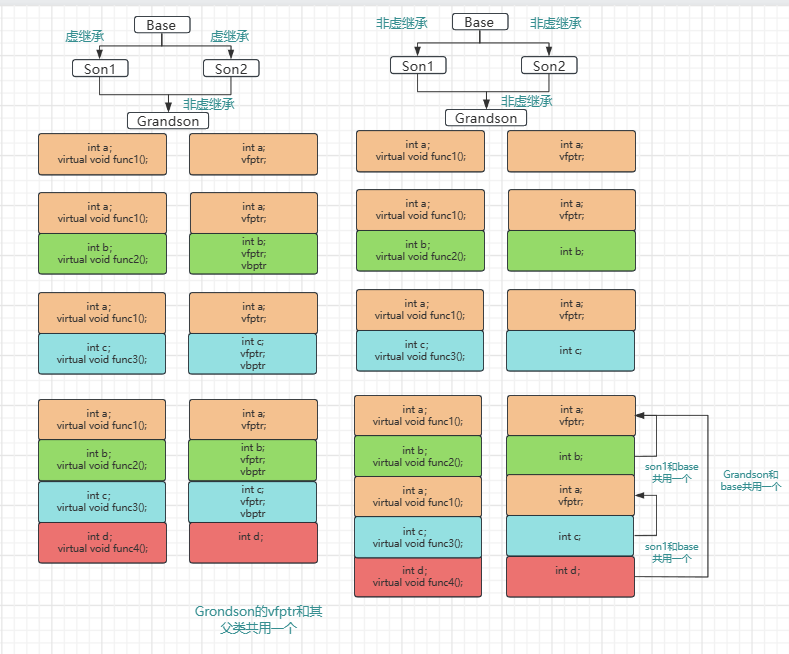 Base
虚继承
虚继承
Son1
Son2
非虚继承
Grandson
int a;
virtual void func1();
int a;
vfptr;
int a;
virtual void func1();
int b;
virtual void func2();
int a;
vfptr;
int b;
vfptr;
vbptr
int a;
virtual void func1();
int c;
virtual void func3();
int a;
vfptr;
int c;
vfptr;
vbptr
int a;
virtual void func1();
int b;
virtual void func2();
int c;
virtual void func3();
int d;
virtual void func4();
int a;
vfptr;
int b;
vfptr;
vbptr
int c;
vfptr;
vbptr
int d;
Grondson的vfptr和其
父类共用一个
Base
非虚继承
非虚继承
Son1
Son2
非虚继承
Grandson
int a;
virtual void func1();
int a;
vfptr;
int a;
virtual void func1();
int b;
virtual void func2();
int a;
vfptr;
int b;
int a;
virtual void func1();
int c;
virtual void func3();
int a;
vfptr;
int c;
int a;
virtual void func1();
int b;
virtual void func2();
int a;
virtual void func1();
int c;
virtual void func3();
int d;
virtual void func4();
int a;
vfptr;
int b;
int a;
vfptr;
int c;
int d;
son1和base
共用一个
son1和base
共用一个
Grandson和
base共用一个